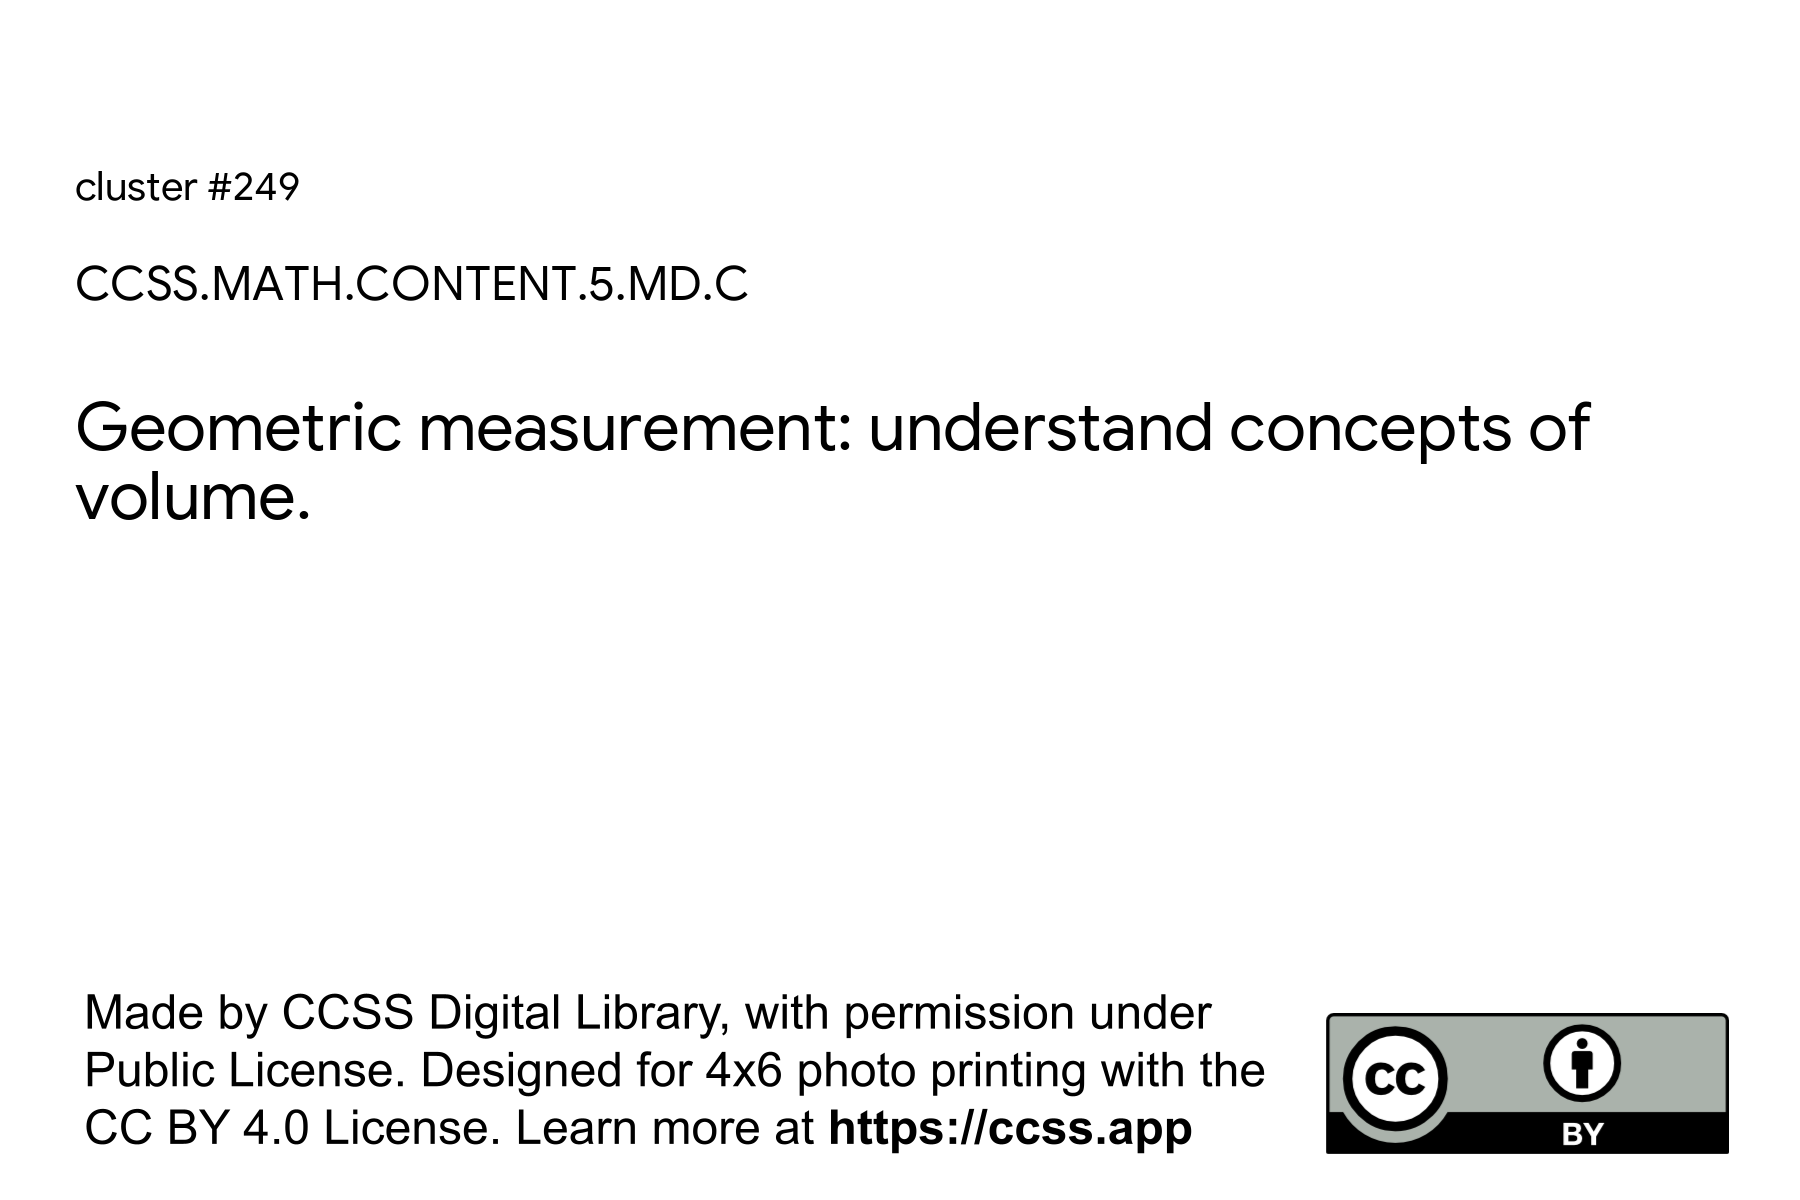 cluster #249
CCSS.MATH.CONTENT.5.MD.C
Geometric measurement: understand concepts of
volume.
Made by CCSS Digital Library, with permission under
Public License. Designed for 4x6 photo printing with the
CC BY 4.0 License. Learn more at https://ccss.app
cc
BY